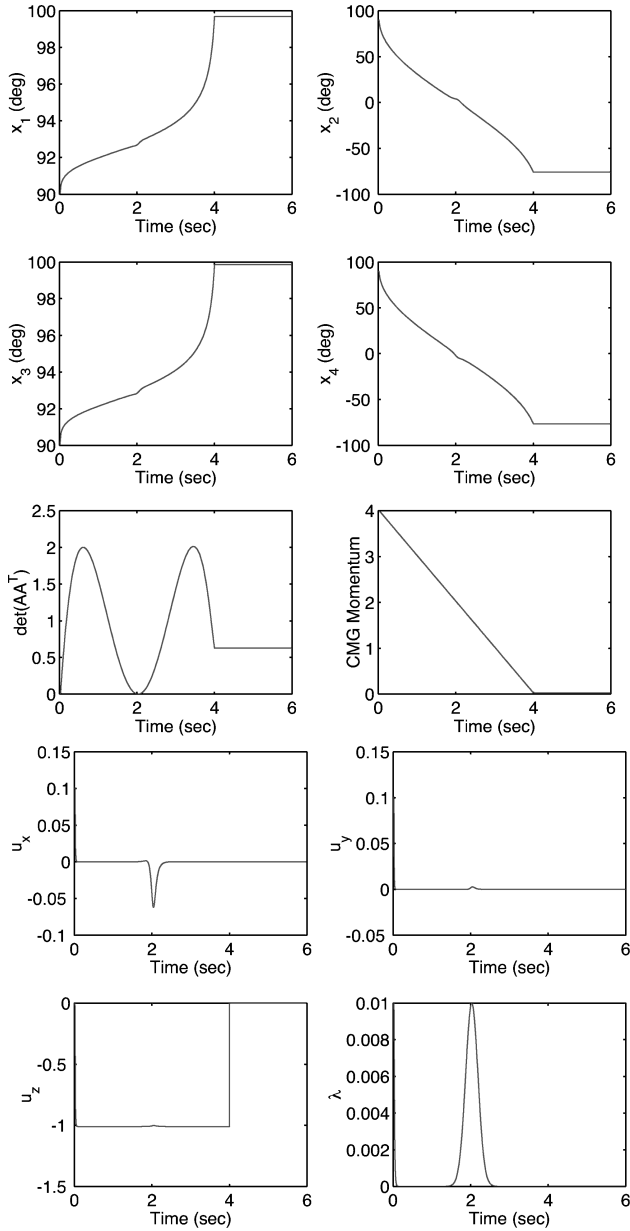 100
98
96
94
92
90
x1 (deg)
0 2 4 6
Time (sec)
100
50
0
-50
-100
x2 (deg)
0 2 4 6
Time (sec)
100
98
96
94
92
90
x3 (deg)
0 2 4 6
Time (sec)
100
50
0
-50
-100
x4 (deg)
0 2 4 6
Time (sec)
2.5
2
1.5
1
0.5
0
det(AA^T)
0 2 4 6
Time (sec)
4
3
2
1
0
CMG Momentum
0 2 4 6
Time (sec)
0.15
0.1
0.05
0
-0.05
-0.1
ux
0 2 4 6
Time (sec)
0.15
0.1
0.05
0
-0.05
uy
0 2 4 6
Time (sec)
0
-0.5
-1
-1.5
uz
0 2 4 6
Time (sec)
0.01
0.008
0.006
0.004
0.002
0
λ
0 2 4 6
Time (sec)